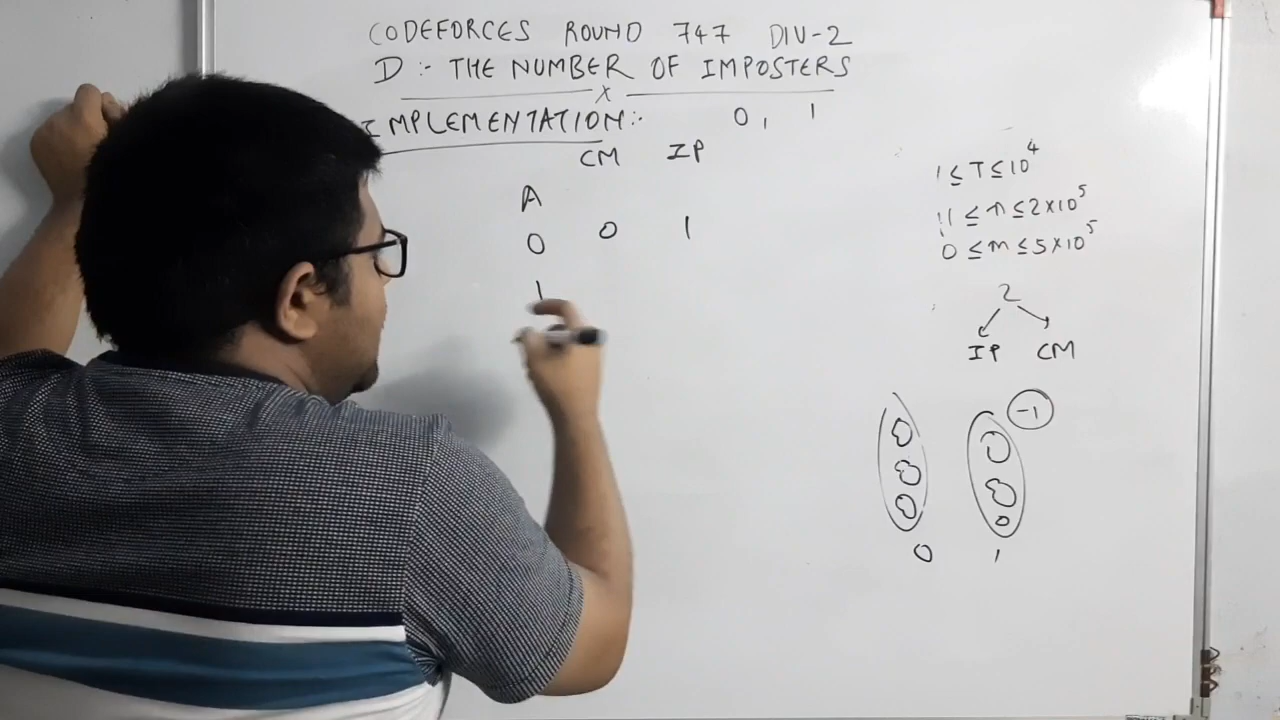 CODEFORCES ROUND 747 DIV-2
D :- THE NUMBER OF IMPOSTERS
x
IMPLEMENTATION:- 0, 1
CM IP
A
0 0 1
1
1 ≤ T ≤ 10^4
1 ≤ n ≤ 2×10^5
0 ≤ m ≤ 5×10^5
2
IP CM
-1
0 1